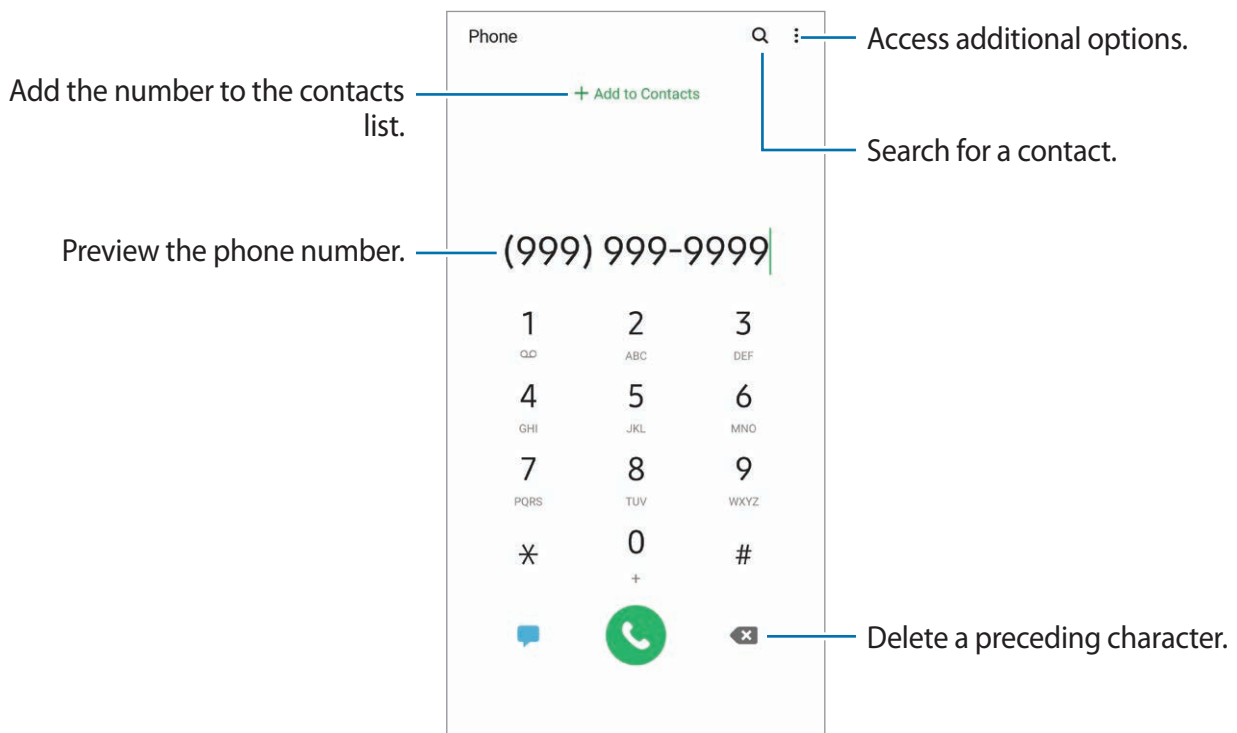 Phone
Access additional options.
Add the number to the contacts
list.
+ Add to Contacts
Search for a contact.
Preview the phone number.
(999) 999-9999
1 2 3
ABC DEF
4 5 6
GHI JKL MNO
7 8 9
PQRS TUV WXYZ
* 0 #
+
Delete a preceding character.